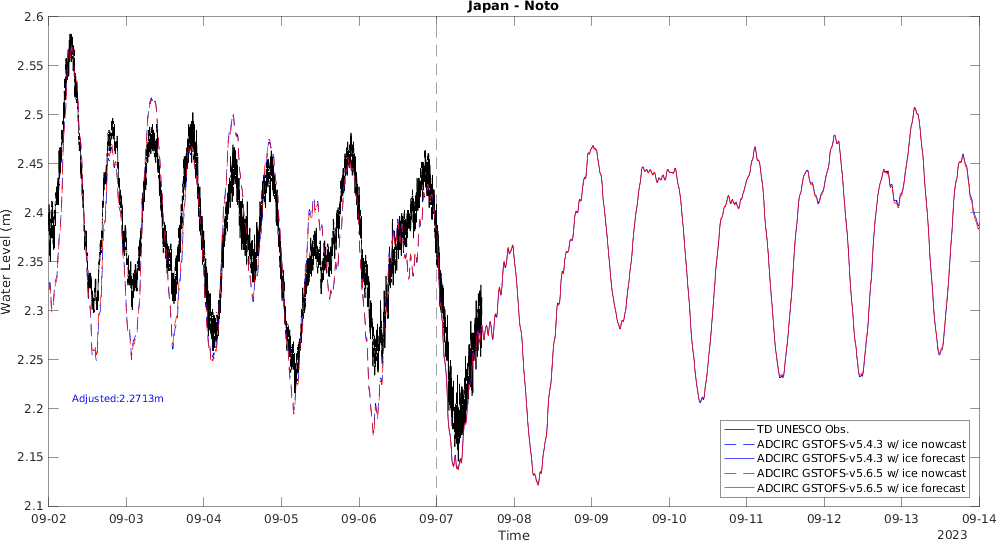 Japan - Noto
2.6
2.55
2.5
2.45
2.4
2.35
2.3
2.25
2.2
2.15
2.1
Water Level (m)
Adjusted:2.2713m
TD UNESCO Obs.
ADCIRC GSTOFS-v5.4.3 w/ ice nowcast
ADCIRC GSTOFS-v5.4.3 w/ ice forecast
ADCIRC GSTOFS-v5.6.5 w/ ice nowcast
ADCIRC GSTOFS-v5.6.5 w/ ice forecast
09-02 09-03 09-04 09-05 09-06 09-07 09-08 09-09 09-10 09-11 09-12 09-13 09-14
Time
2023